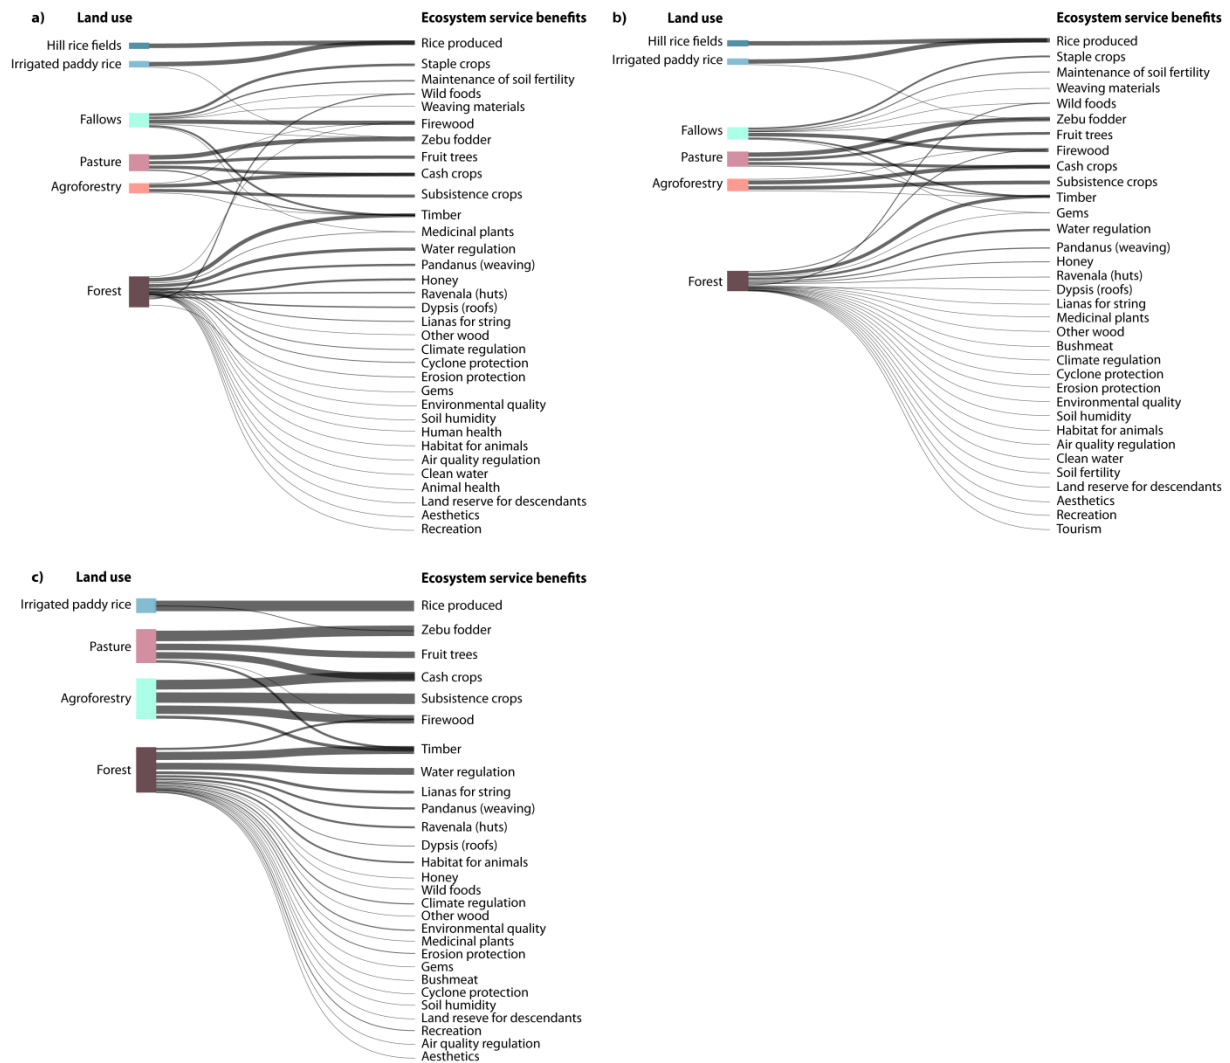 a) Land use Ecosystem service benefits
Hill rice fields
Irrigated paddy rice
Fallows
Pasture
Agroforestry
Forest
Rice produced
Staple crops
Maintenance of soil fertility
Wild foods
Weaving materials
Firewood
Zebu fodder
Fruit trees
Cash crops
Subsistence crops
Timber
Medicinal plants
Water regulation
Pandanus (weaving)
Honey
Ravenala (huts)
Dypsis (roofs)
Lianas for string
Other wood
Climate regulation
Cyclone protection
Erosion protection
Gems
Environmental quality
Soil humidity
Human health
Habitat for animals
Air quality regulation
Clean water
Animal health
Land reserve for descendants
Aesthetics
Recreation
b) Land use Ecosystem service benefits
Hill rice fields
Irrigated paddy rice
Fallows
Pasture
Agroforestry
Forest
Rice produced
Staple crops
Maintenance of soil fertility
Weaving materials
Wild foods
Zebu fodder
Fruit trees
Firewood
Cash crops
Subsistence crops
Timber
Gems
Water regulation
Pandanus (weaving)
Honey
Ravenala (huts)
Dypsis (roofs)
Lianas for string
Medicinal plants
Other wood
Bushmeat
Climate regulation
Cyclone protection
Erosion protection
Environmental quality
Soil humidity
Habitat for animals
Air quality regulation
Clean water
Soil fertility
Land reserve for descendants
Aesthetics
Recreation
Tourism
c) Land use Ecosystem service benefits
Irrigated paddy rice
Pasture
Agroforestry
Forest
Rice produced
Zebu fodder
Fruit trees
Cash crops
Subsistence crops
Firewood
Timber
Water regulation
Lianas for string
Pandanus (weaving)
Ravenala (huts)
Dypsis (roofs)
Habitat for animals
Honey
Wild foods
Climate regulation
Other wood
Environmental quality
Medicinal plants
Erosion protection
Gems
Bushmeat
Cyclone protection
Soil humidity
Land reseve for descendants
Recreation
Air quality regulation
Aesthetics